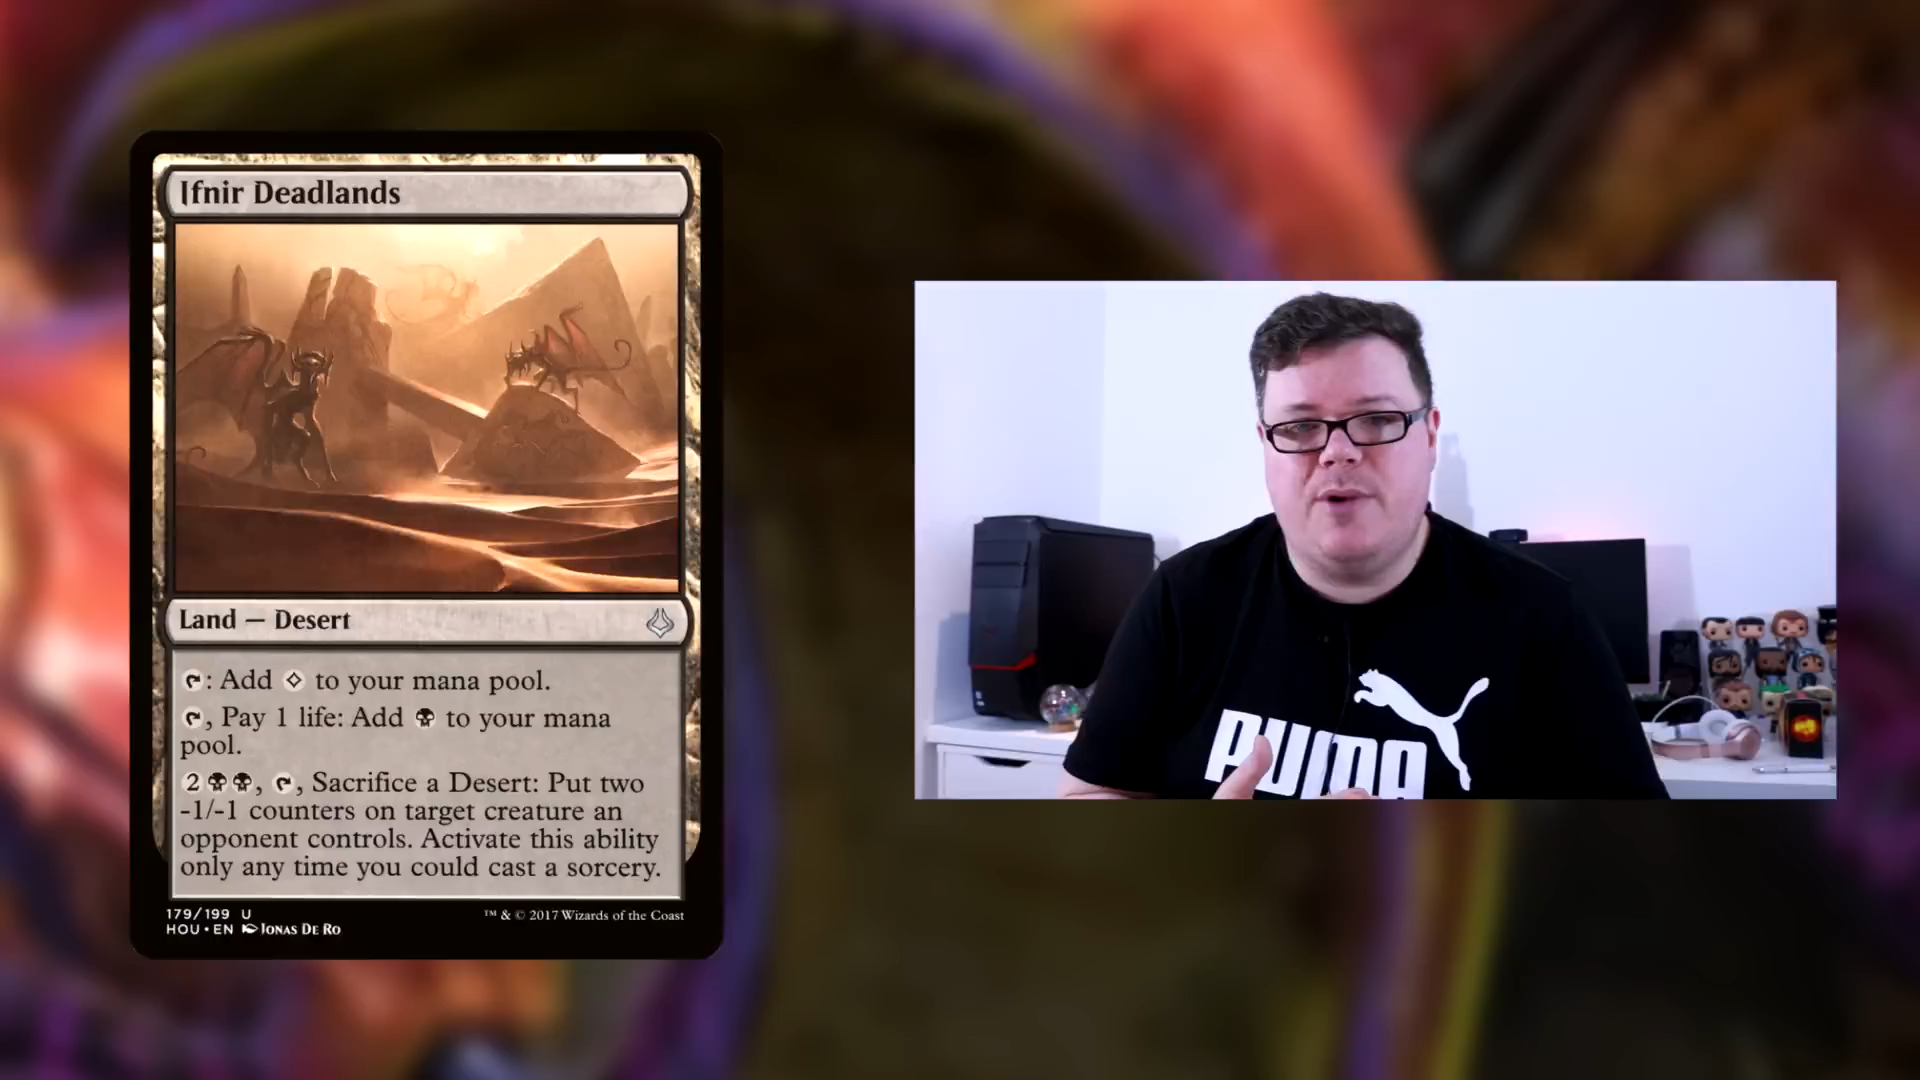 Ifnir Deadlands
Land — Desert
: Add to your mana pool.
, Pay 1 life: Add to your mana
pool.
2 , , Sacrifice a Desert: Put two
-1/-1 counters on target creature an
opponent controls. Activate this ability
only any time you could cast a sorcery.
179/199 U
HOU • EN JONAS DE RO
™ & © 2017 Wizards of the Coast
PUMA